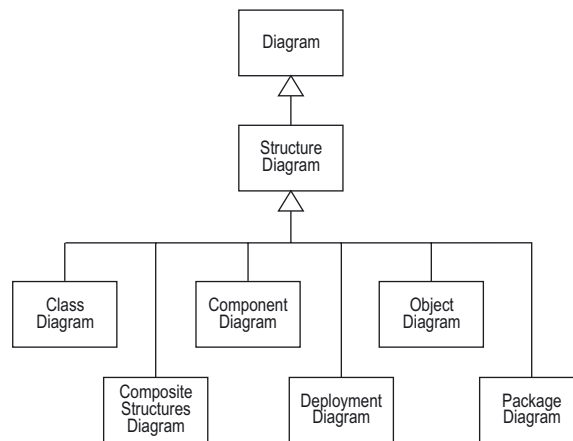 Diagram
Structure
Diagram
Class
Diagram
Component
Diagram
Object
Diagram
Composite
Structures
Diagram
Deployment
Diagram
Package
Diagram